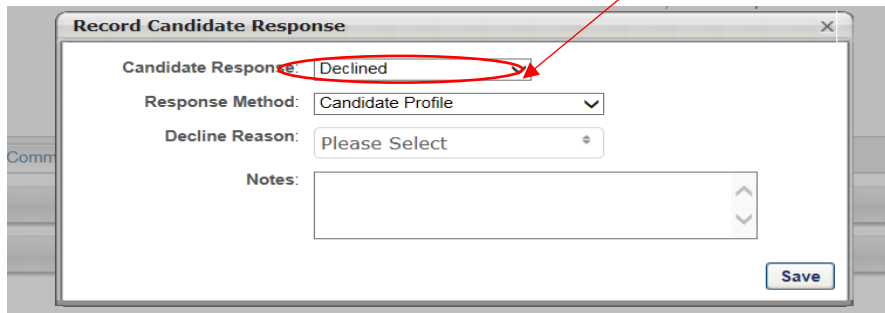 Record Candidate Response
Candidate Response: Declined
Response Method: Candidate Profile
Decline Reason: Please Select
Comm
Notes:
Save